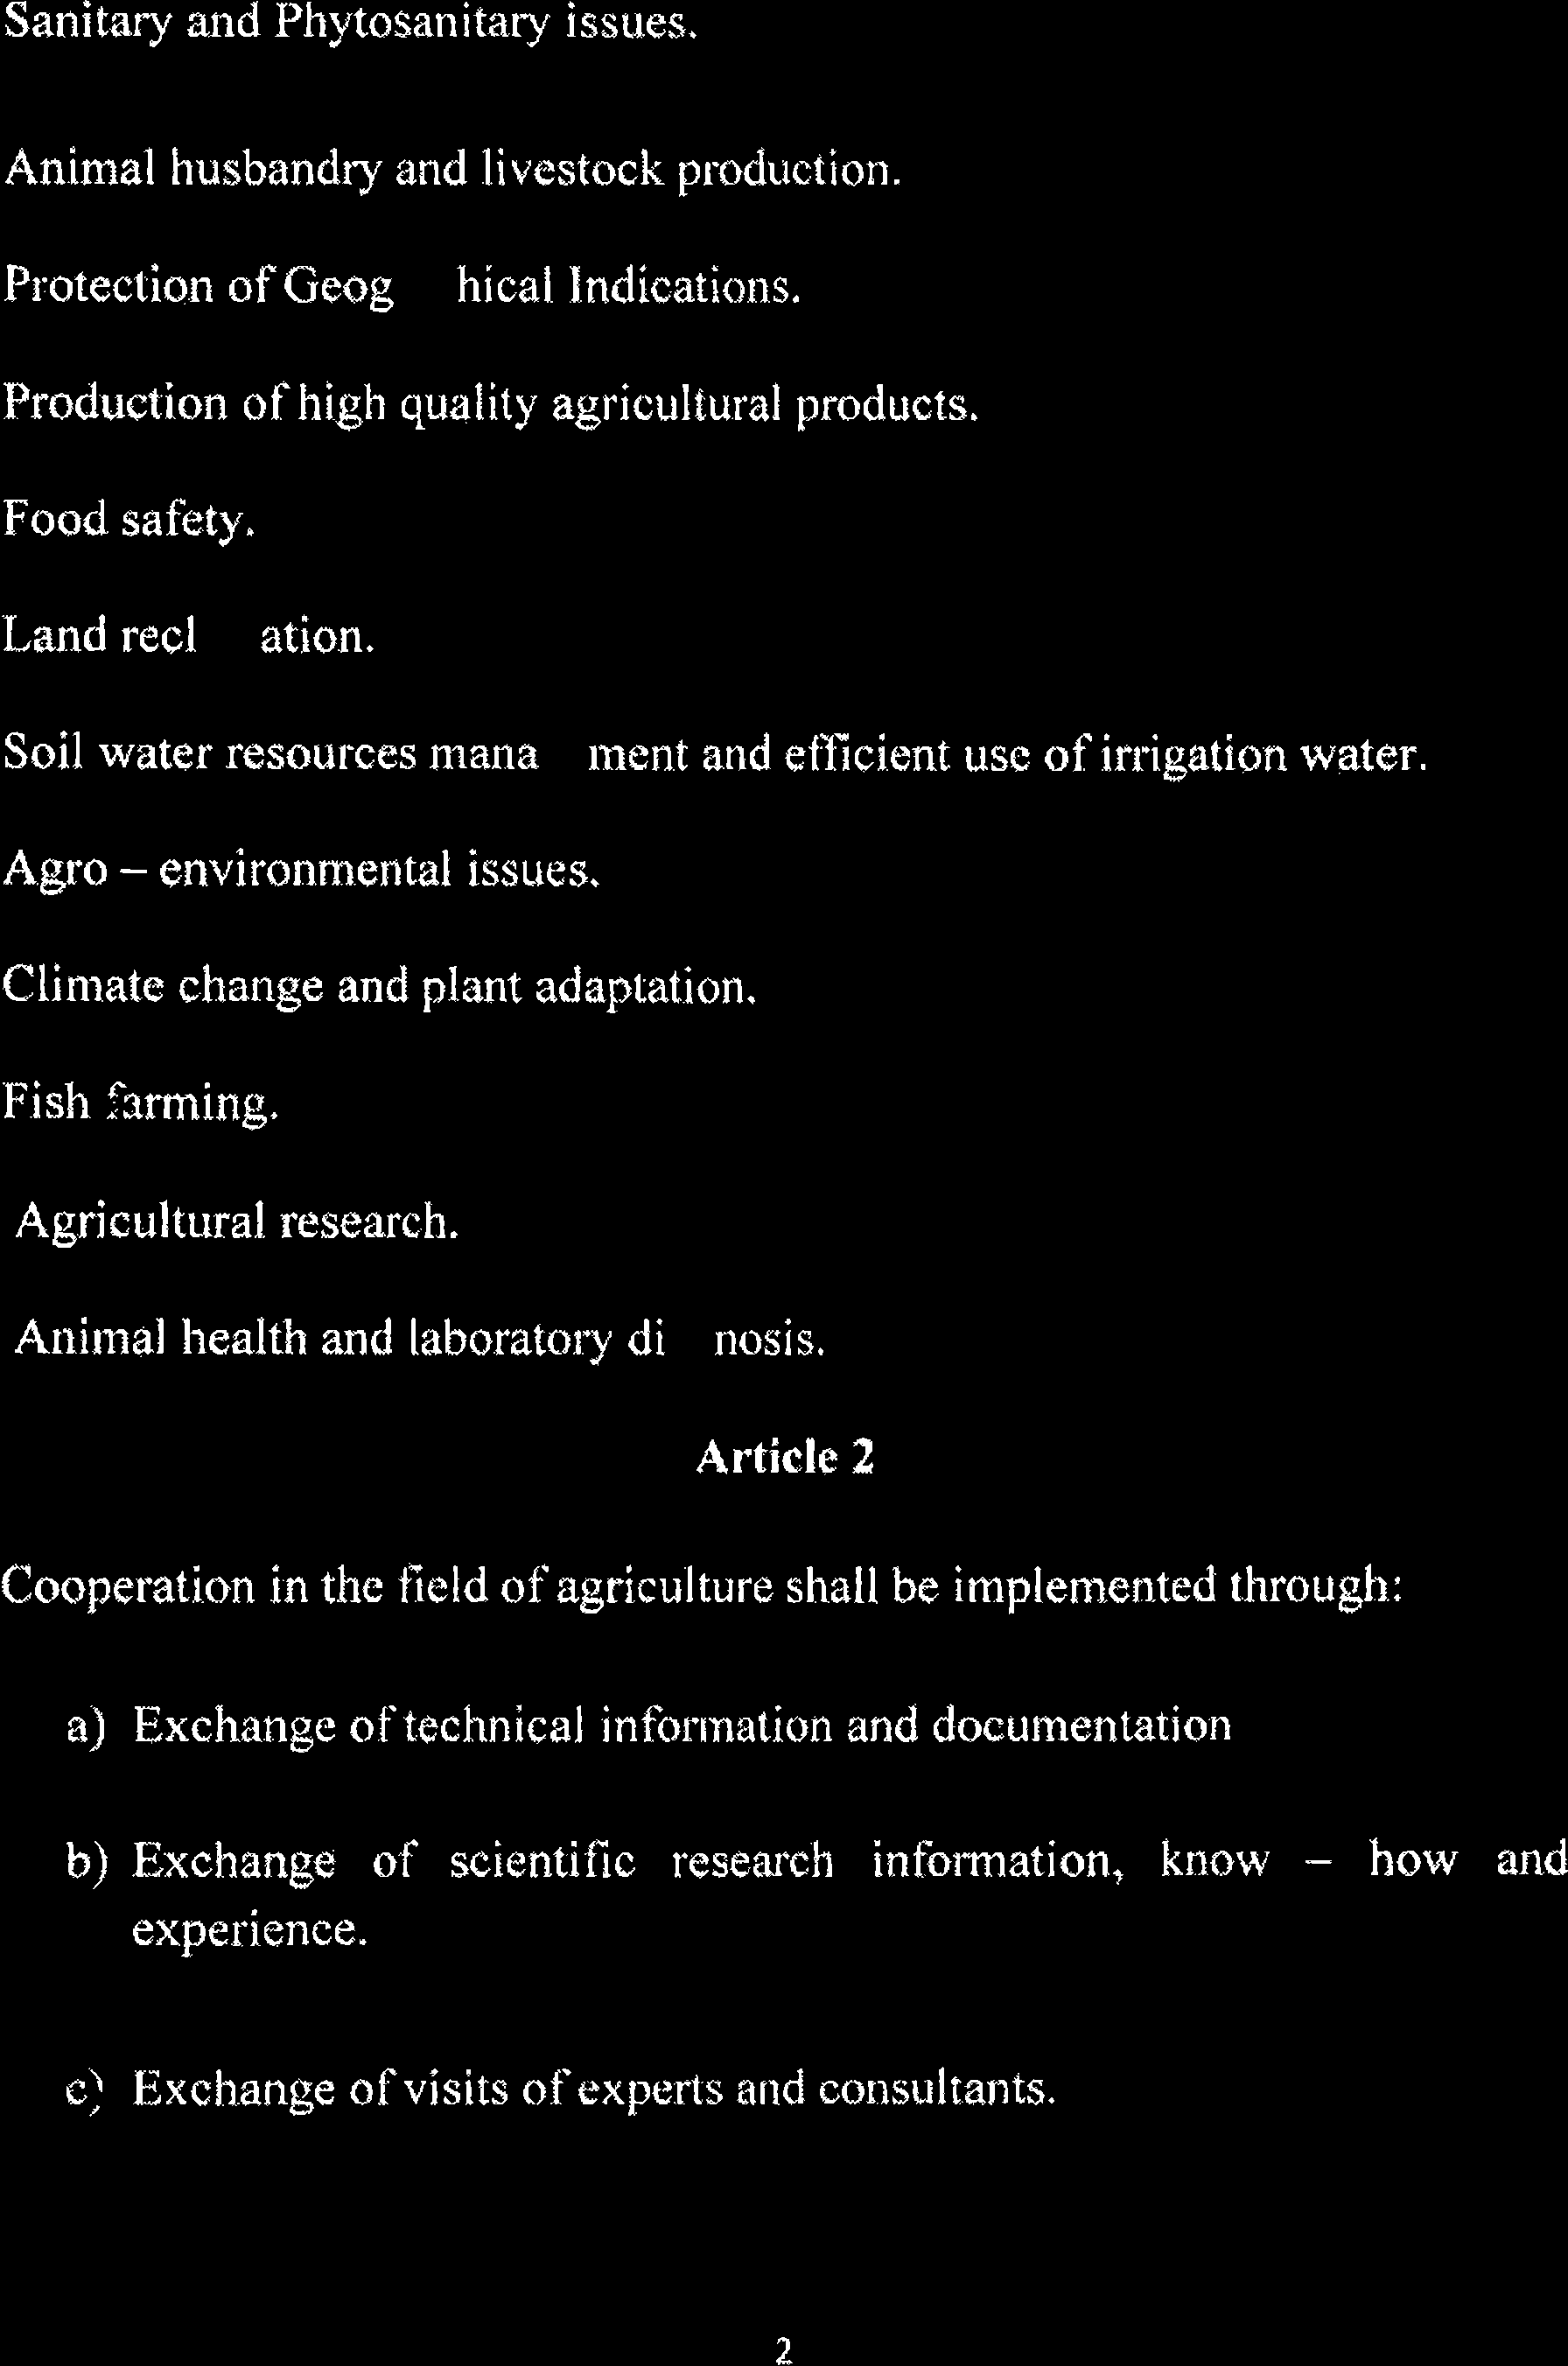 Sanitary and Phytosanitary issues.
Animal husbandry and livestock production.
Protection of Geog hical Indications.
Production of high quality agricultural products.
Food safety.
Land recl ation.
Soil water resources mana ment and efficient use of irrigation water.
Agro – environmental issues.
Climate change and plant adaptation.
Fish farming.
Agricultural research.
Animal health and laboratory di nosis.
Article 2
Cooperation in the field of agriculture shall be implemented through:
a) Exchange of technical information and documentation
b) Exchange of scientific research information, know – how and
experience.
c) Exchange of visits of experts and consultants.
2